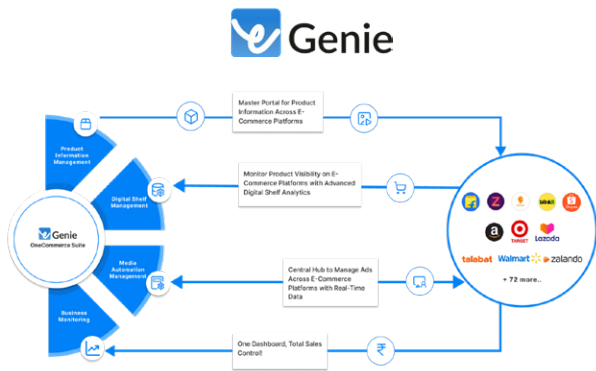 Genie
Master Portal for Product
Information Across E-
Commerce Platforms
Product
Information
Management
Monitor Product Visibility on E-
Commerce Platforms with Advanced
Digital Shelf Analytics
Digital Shelf
Management
Genie
OneCommerce Suite
blinkit
Shopee
a
TARGET
Lazada
talabat
Walmart
zalando
+ 72 more..
Media
Automation
Management
Central Hub to Manage Ads
Across E-Commerce
Platforms with Real-Time
Data
Business
Monitoring
One Dashboard, Total Sales
Control!
₹